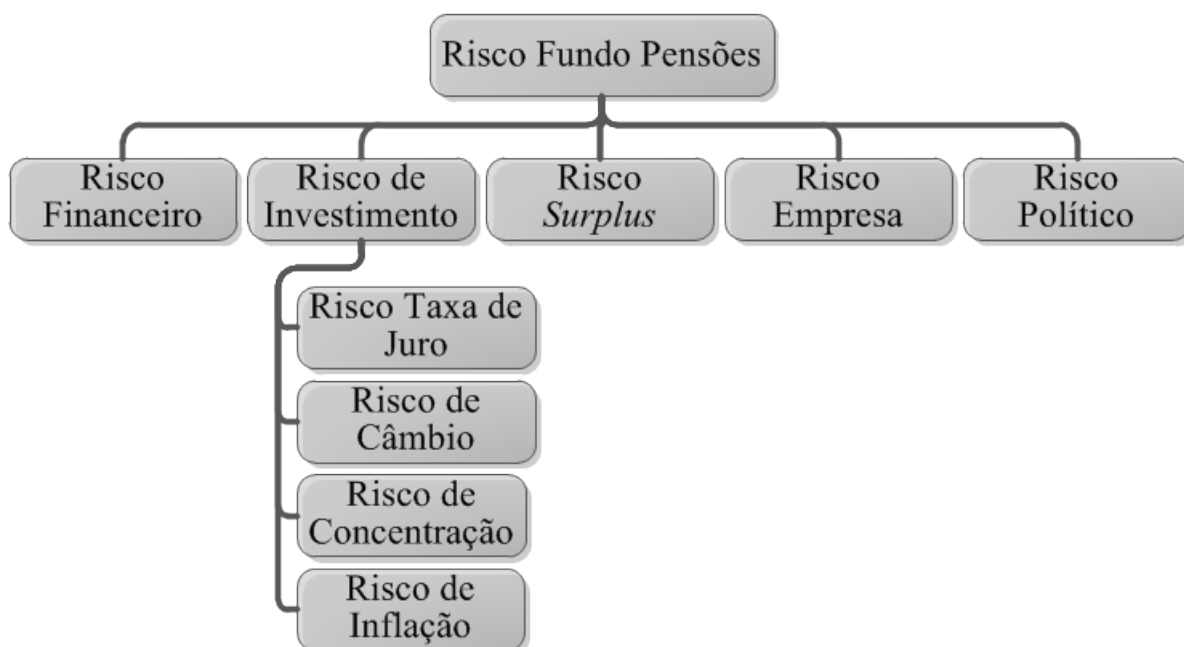 Risco Fundo Pensões
Risco
Financeiro
Risco de
Investimento
Risco
Surplus
Risco
Empresa
Risco
Político
Risco Taxa de
Juro
Risco de
Câmbio
Risco de
Concentração
Risco de
Inflação